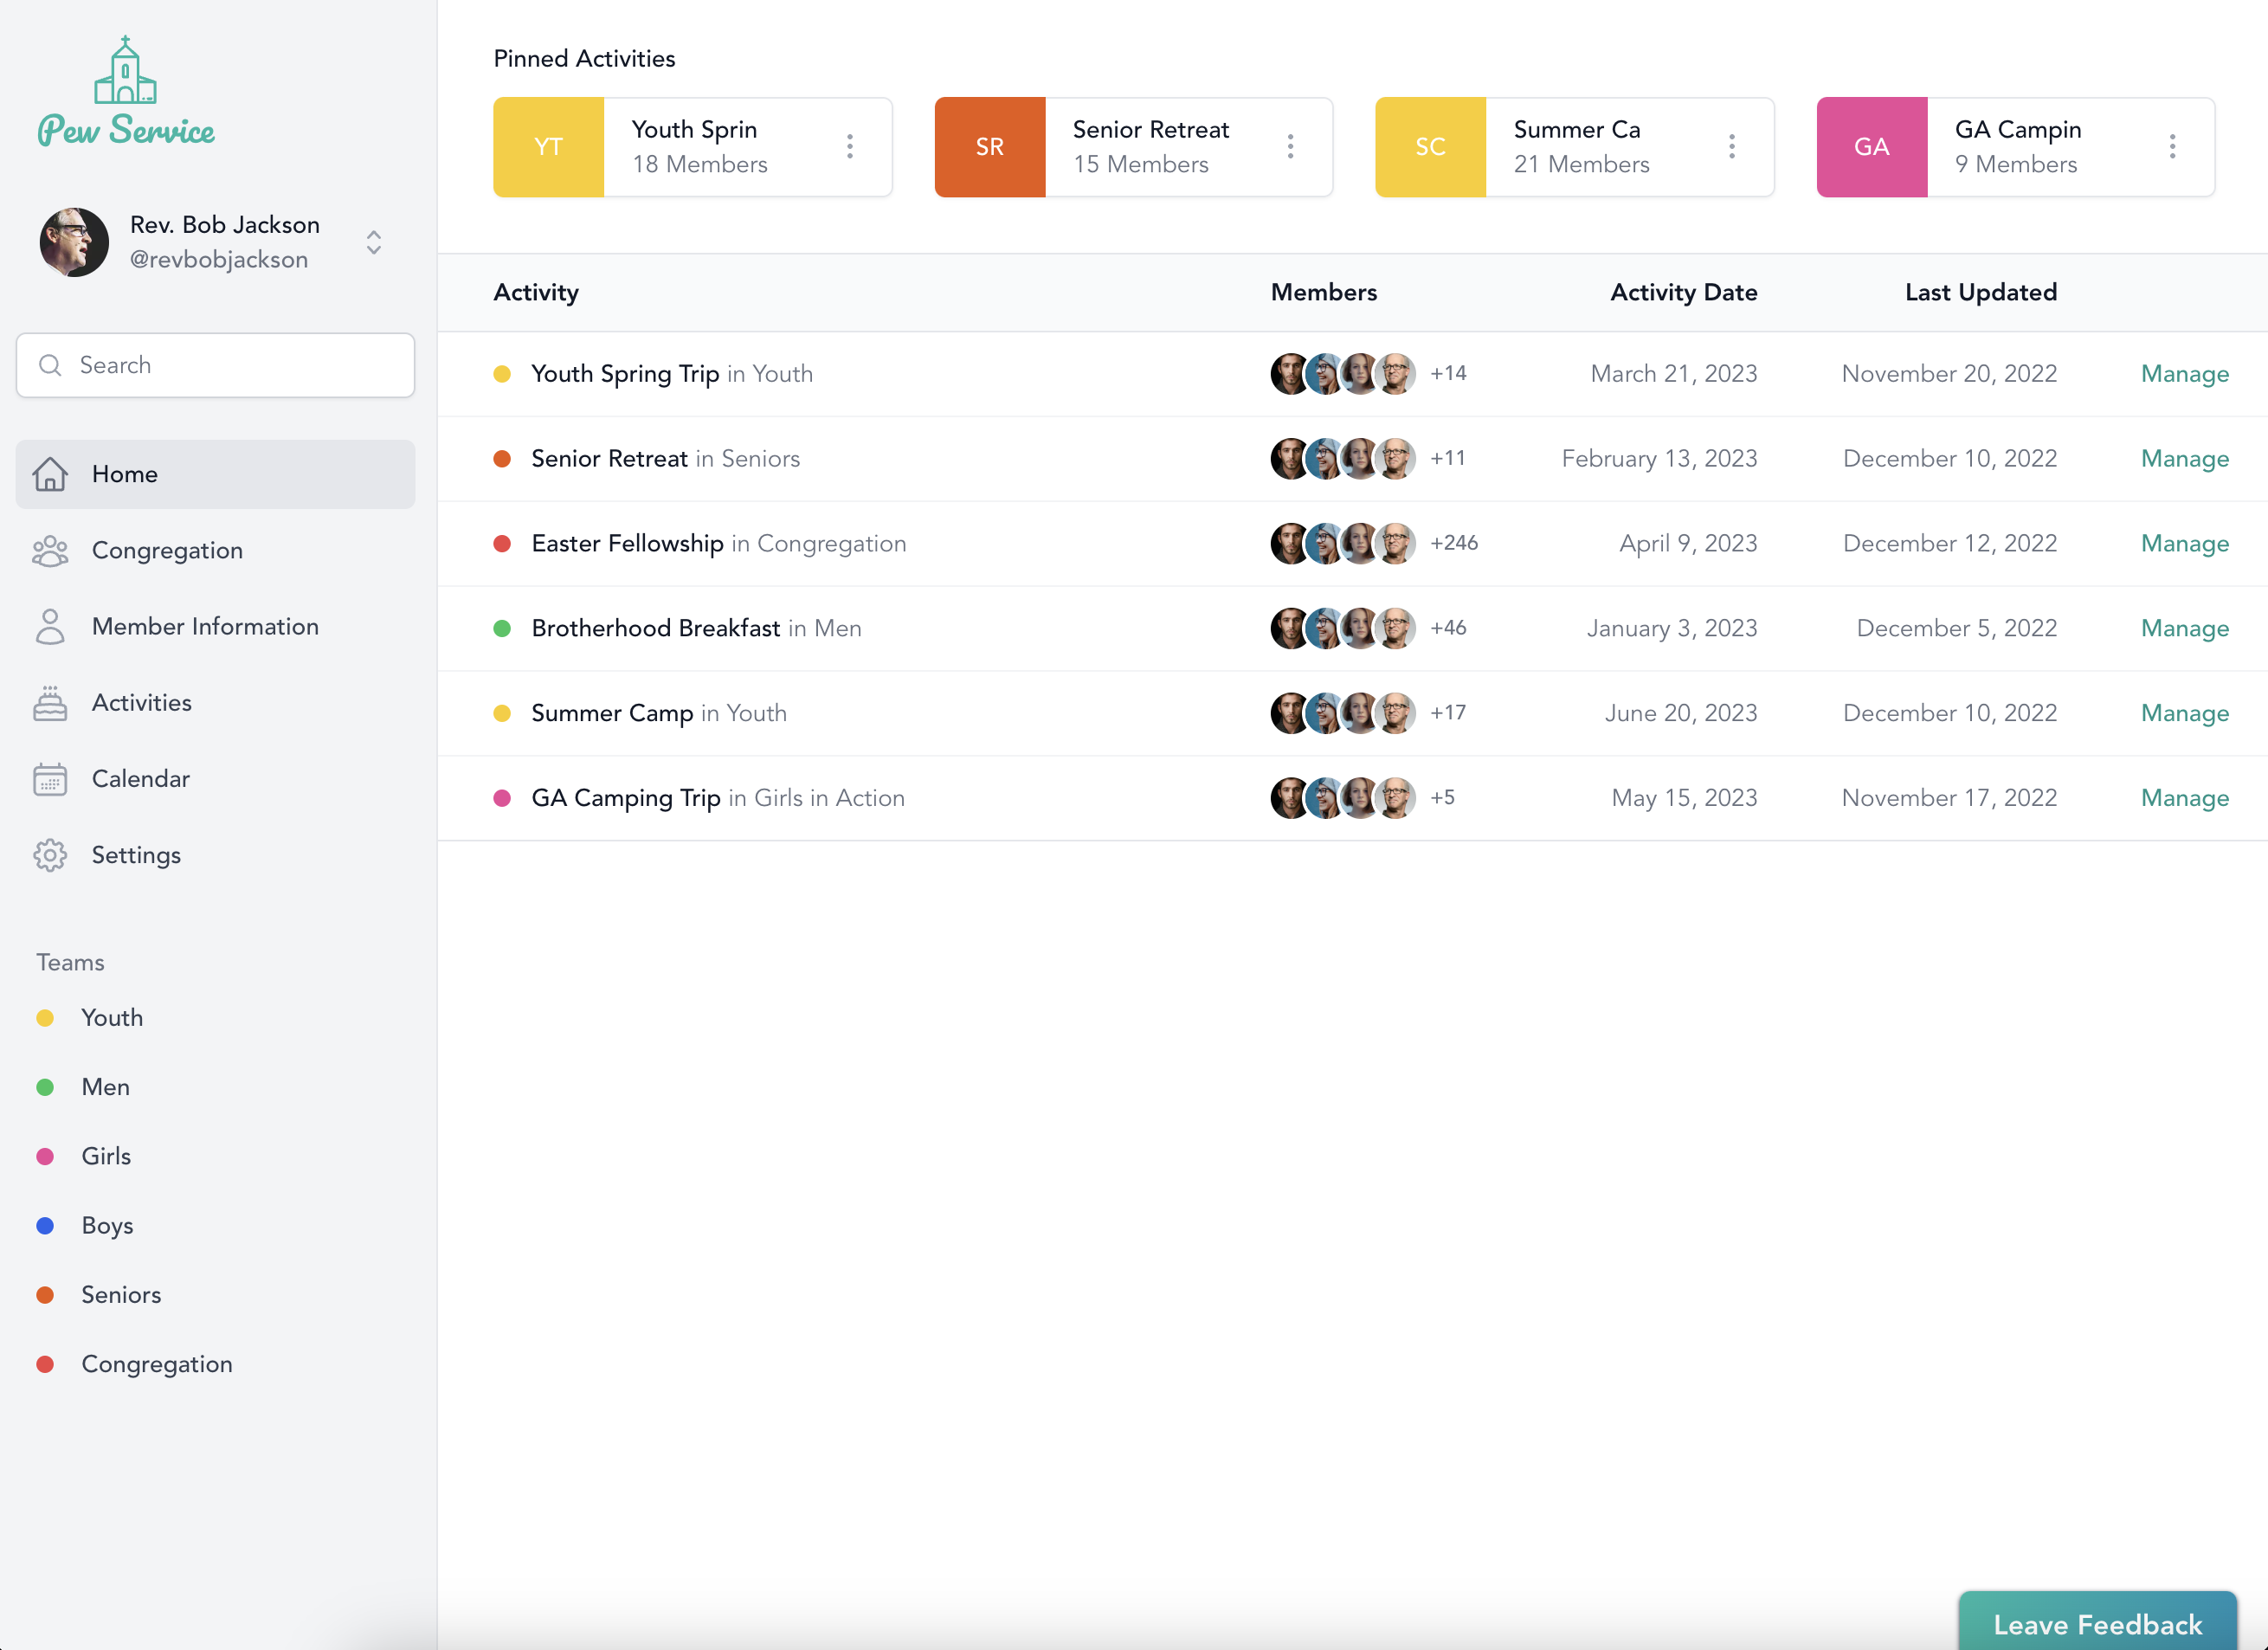 Pew Service
Rev. Bob Jackson
@revbobjackson
Search
Home
Congregation
Member Information
Activities
Calendar
Settings
Teams
Youth
Men
Girls
Boys
Seniors
Congregation
Pinned Activities
YT
Youth Sprin
18 Members
SR
Senior Retreat
15 Members
SC
Summer Ca
21 Members
GA
GA Campin
9 Members
Activity Members Activity Date Last Updated
Youth Spring Trip in Youth +14 March 21, 2023 November 20, 2022 Manage
Senior Retreat in Seniors +11 February 13, 2023 December 10, 2022 Manage
Easter Fellowship in Congregation +246 April 9, 2023 December 12, 2022 Manage
Brotherhood Breakfast in Men +46 January 3, 2023 December 5, 2022 Manage
Summer Camp in Youth +17 June 20, 2023 December 10, 2022 Manage
GA Camping Trip in Girls in Action +5 May 15, 2023 November 17, 2022 Manage
Leave Feedback